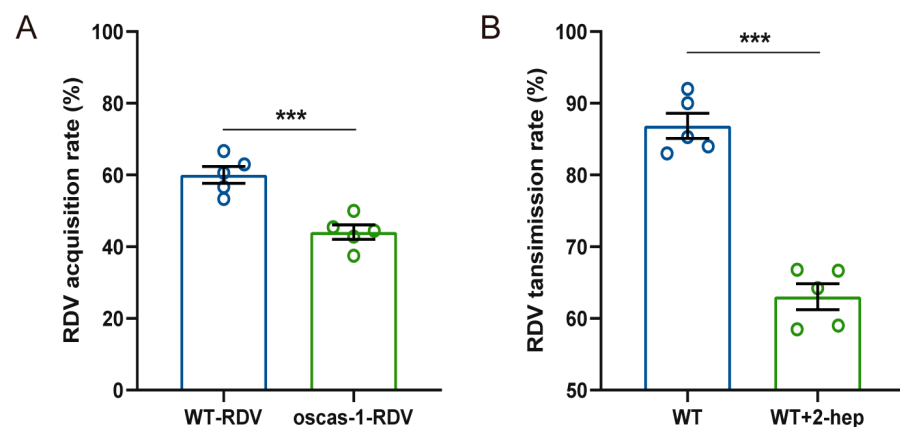 A
RDV acquisition rate (%)
100
80
60
40
20
0
***
WT-RDV
oscas-1-RDV
B
RDV tansimission rate (%)
100
90
80
70
60
50
***
WT
WT+2-hep